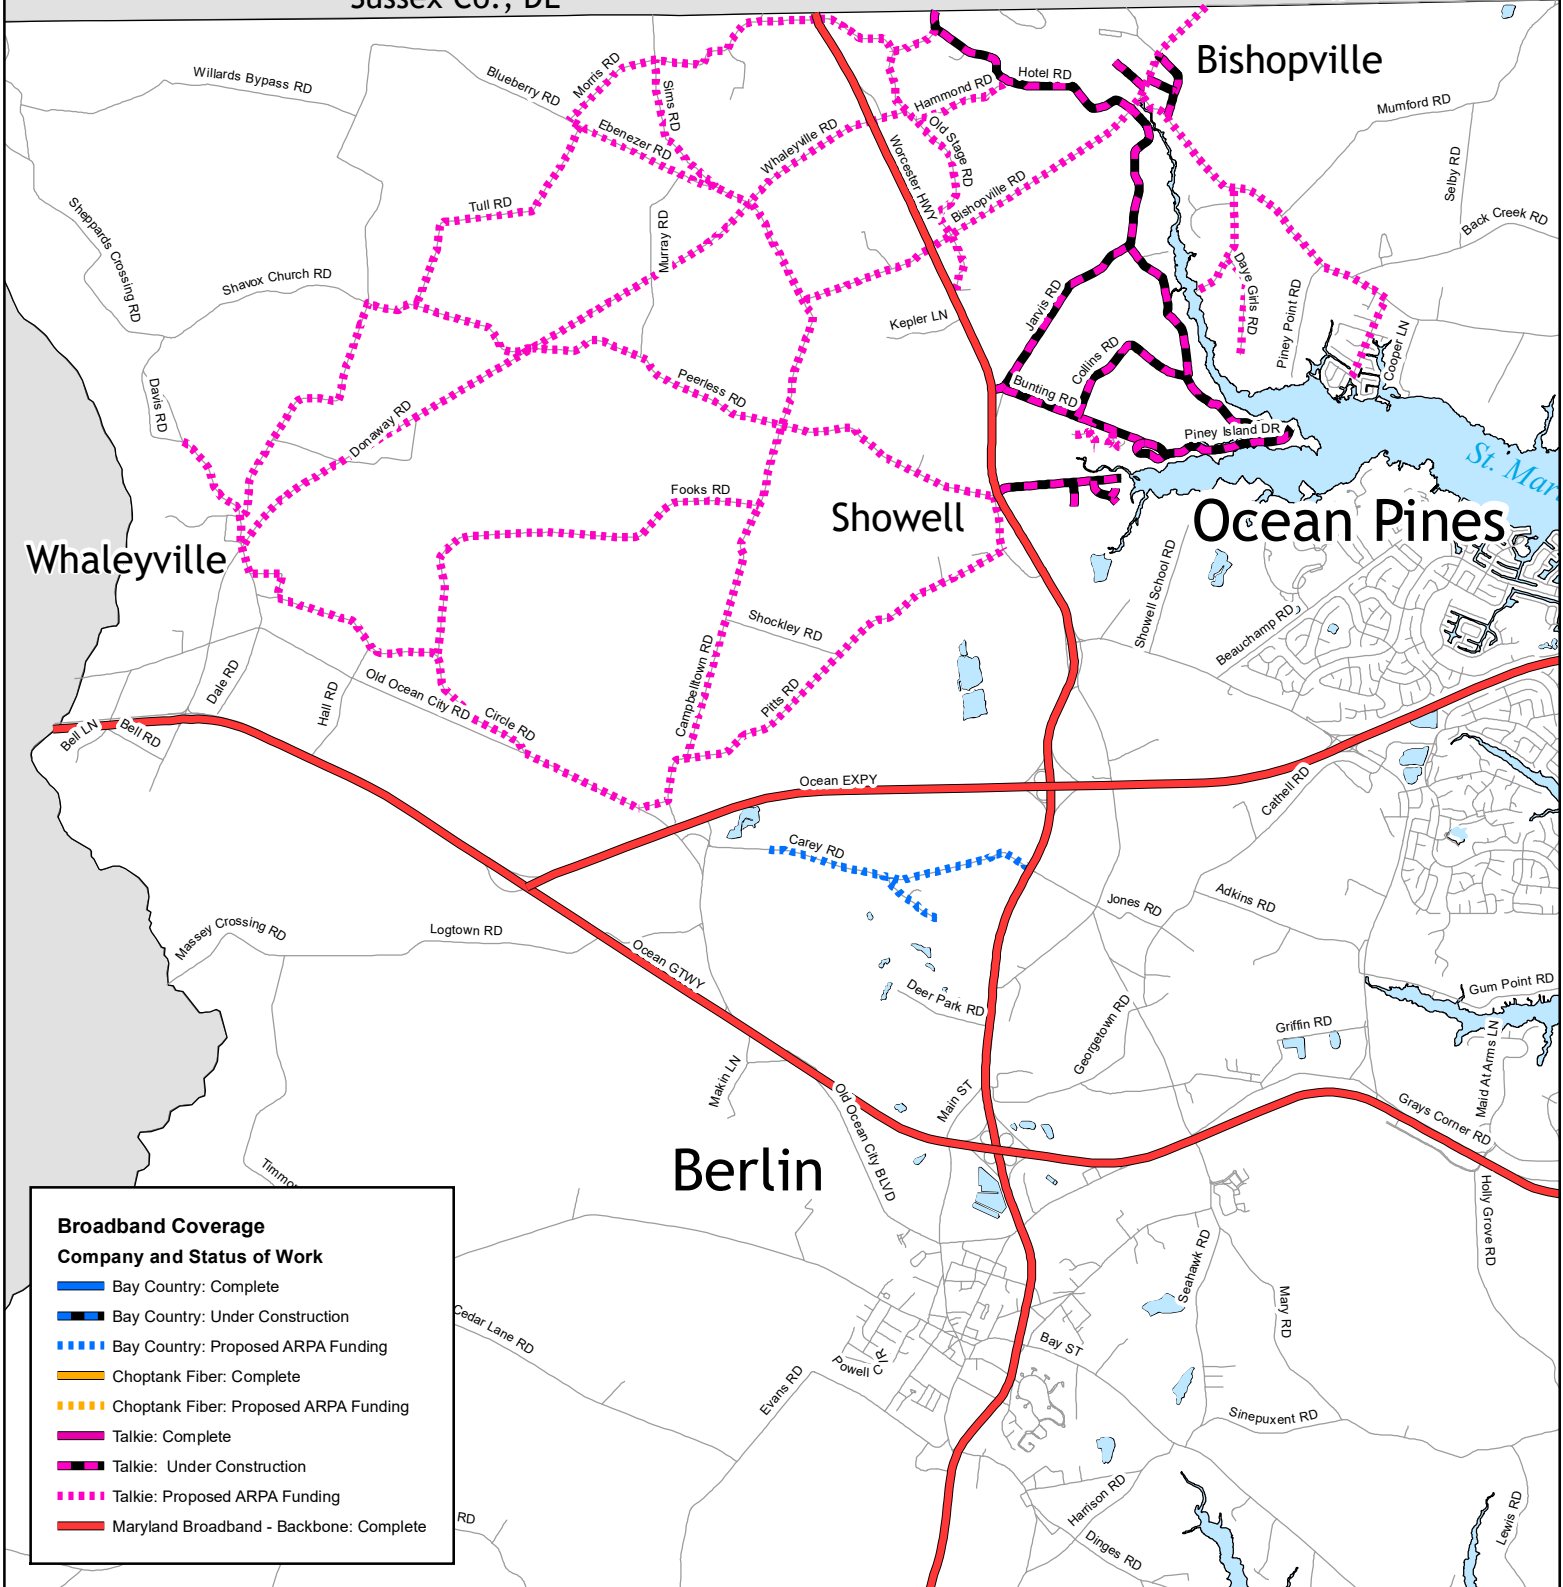 Sussex Co., DE
Bishopville
Willards Bypass RD
Blueberry RD
Morris RD
Sims RD
Hammond RD
Hotel RD
Mumford RD
Ebenezer RD
Whaleyville RD
Worcester HWY
Old Stage RD
Selby RD
Tull RD
Bishopville RD
Back Creek RD
Sheppards Crossing RD
Murray RD
Shavox Church RD
Daye Girls RD
Piney Point RD
Jarvis RD
Kepler LN
Cooper LN
Collins RD
Davis RD
Peerless RD
Bunting RD
Donaway RD
Piney Island DR
St. Mar
Fooks RD
Showell
Ocean Pines
Whaleyville
Showell School RD
Shockley RD
Beauchamp RD
Campbelltown RD
Dale RD
Hall RD
Old Ocean City RD
Circle RD
Pitts RD
Bell LN
Bell RD
Ocean EXPY
Cathell RD
Carey RD
Jones RD
Adkins RD
Massey Crossing RD
Logtown RD
Ocean GTWY
Deer Park RD
Gum Point RD
Georgetown RD
Griffin RD
Maid At Arms LN
Makin LN
Main ST
Old Ocean City BLVD
Grays Corner RD
Berlin
Timmo
Holly Grove RD
Seahawk RD
Mary RD
Cedar Lane RD
Bay ST
Powell CIR
Evans RD
Sinepuxent RD
Harrison RD
Lewis RD
Dinges RD
RD
Broadband Coverage
Company and Status of Work
Bay Country: Complete
Bay Country: Under Construction
Bay Country: Proposed ARPA Funding
Choptank Fiber: Complete
Choptank Fiber: Proposed ARPA Funding
Talkie: Complete
Talkie: Under Construction
Talkie: Proposed ARPA Funding
Maryland Broadband - Backbone: Complete